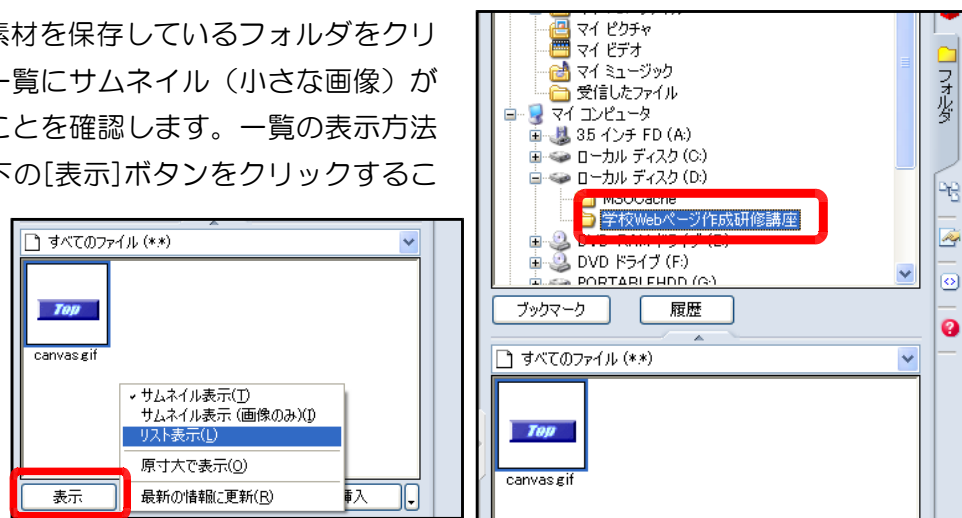 素材を保存しているフォルダをクリ
一覧にサムネイル（小さな画像）が
ことを確認します。一覧の表示方法
下の[表示]ボタンをクリックするこ
すべてのファイル (*.*)
canvas.gif
サムネイル表示(T)
サムネイル表示 (画像のみ)(I)
リスト表示(L)
原寸大で表示(O)
最新の情報に更新(R)
表示
入
マイ ピクチャ
マイ ビデオ
マイ ミュージック
受信したファイル
マイ コンピュータ
3.5 インチ FD (A:)
ローカル ディスク (C:)
ローカル ディスク (D:)
MSOCache
学校Webページ作成研修講座
DVD-RAM ドライブ (E:)
DVD ドライブ (F:)
PORTABLEHDD (G:)
ブックマーク
履歴
すべてのファイル (*.*)
Top
canvas.gif
Top
フォルダ